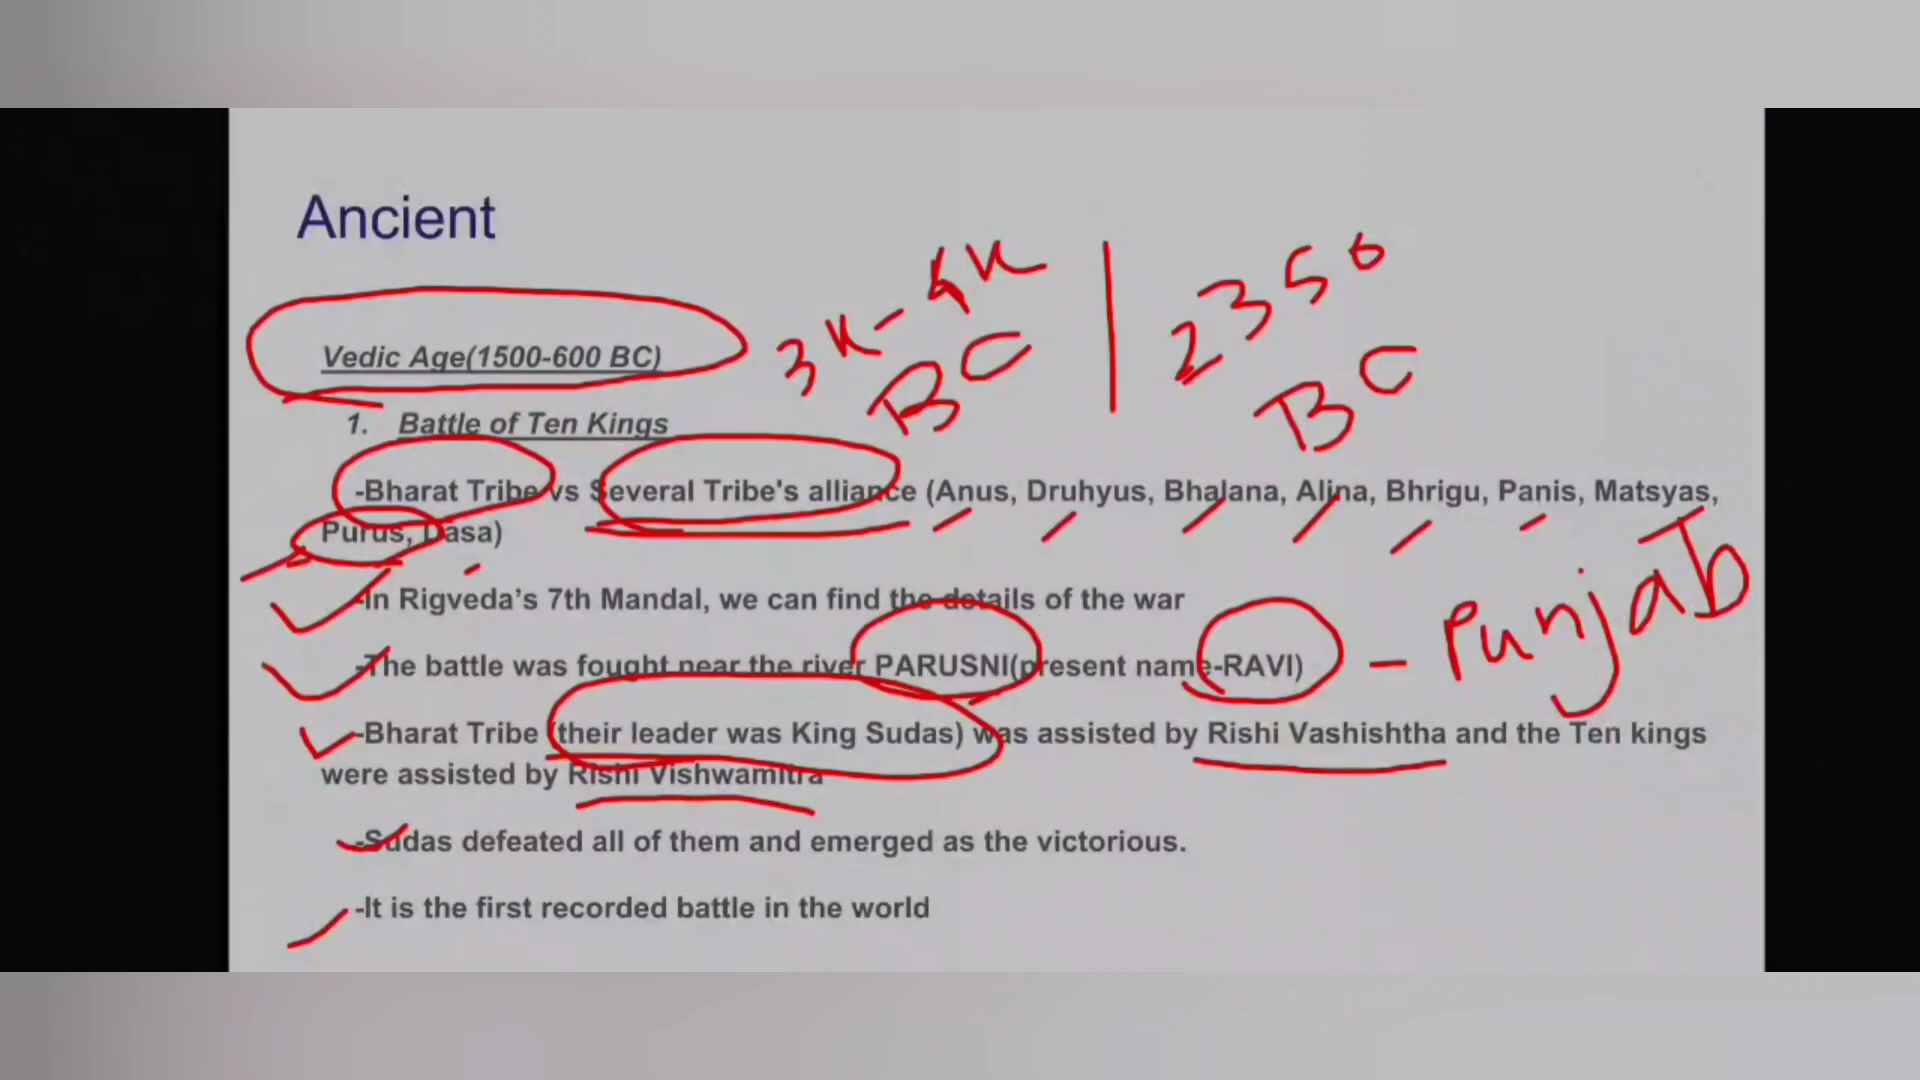 Ancient
3K-4K
BC
2350
BC
Vedic Age(1500-600 BC)
1. Battle of Ten Kings
-Bharat Tribe vs Several Tribe's alliance (Anus, Druhyus, Bhalana, Alina, Bhrigu, Panis, Matsyas,
Purus, Dasa)
-In Rigveda's 7th Mandal, we can find the details of the war
-The battle was fought near the river PARUSNI(present name-RAVI) - Punjab
-Bharat Tribe (their leader was King Sudas) was assisted by Rishi Vashishtha and the Ten kings
were assisted by Rishi Vishwamitra
-Sudas defeated all of them and emerged as the victorious.
-It is the first recorded battle in the world